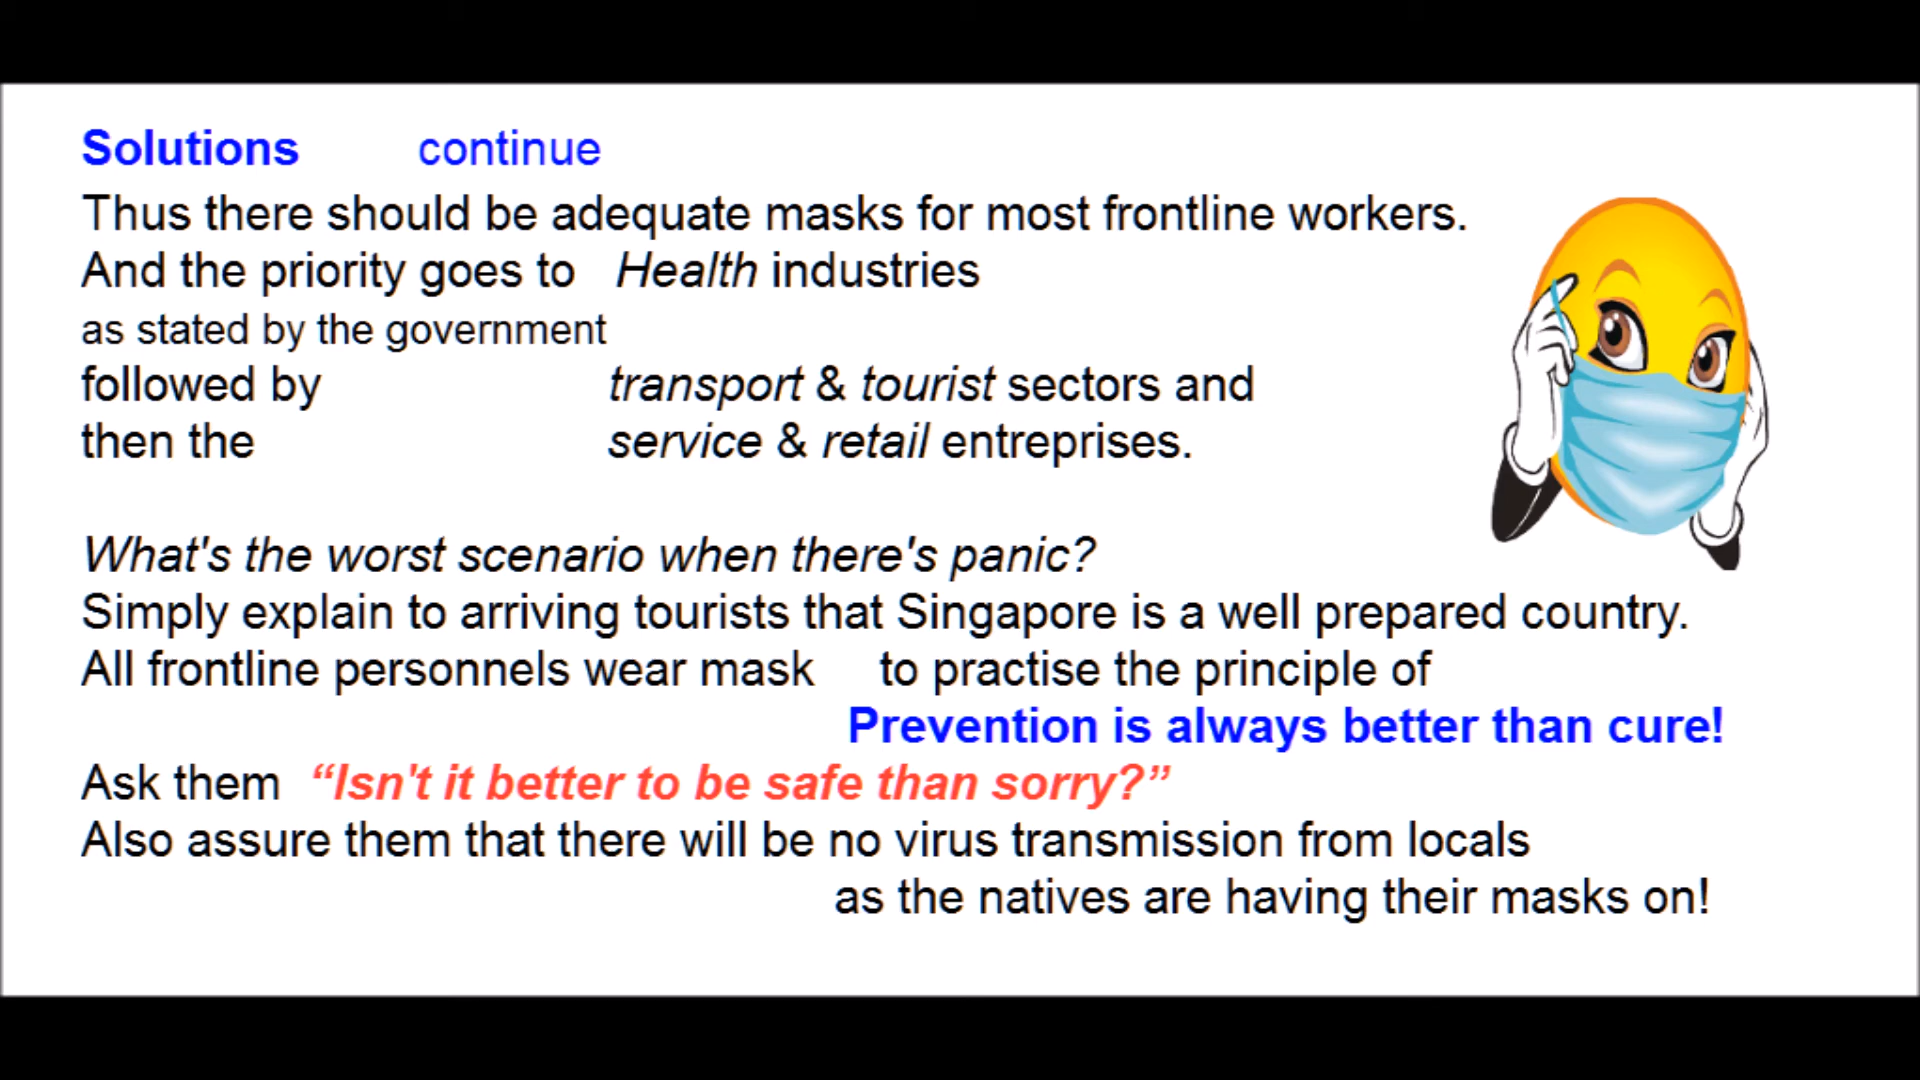 Solutions continue
Thus there should be adequate masks for most frontline workers.
And the priority goes to Health industries
as stated by the government
followed by transport & tourist sectors and
then the service & retail entreprises.
What's the worst scenario when there's panic?
Simply explain to arriving tourists that Singapore is a well prepared country.
All frontline personnels wear mask to practise the principle of
Prevention is always better than cure!
Ask them “Isn't it better to be safe than sorry?”
Also assure them that there will be no virus transmission from locals
as the natives are having their masks on!